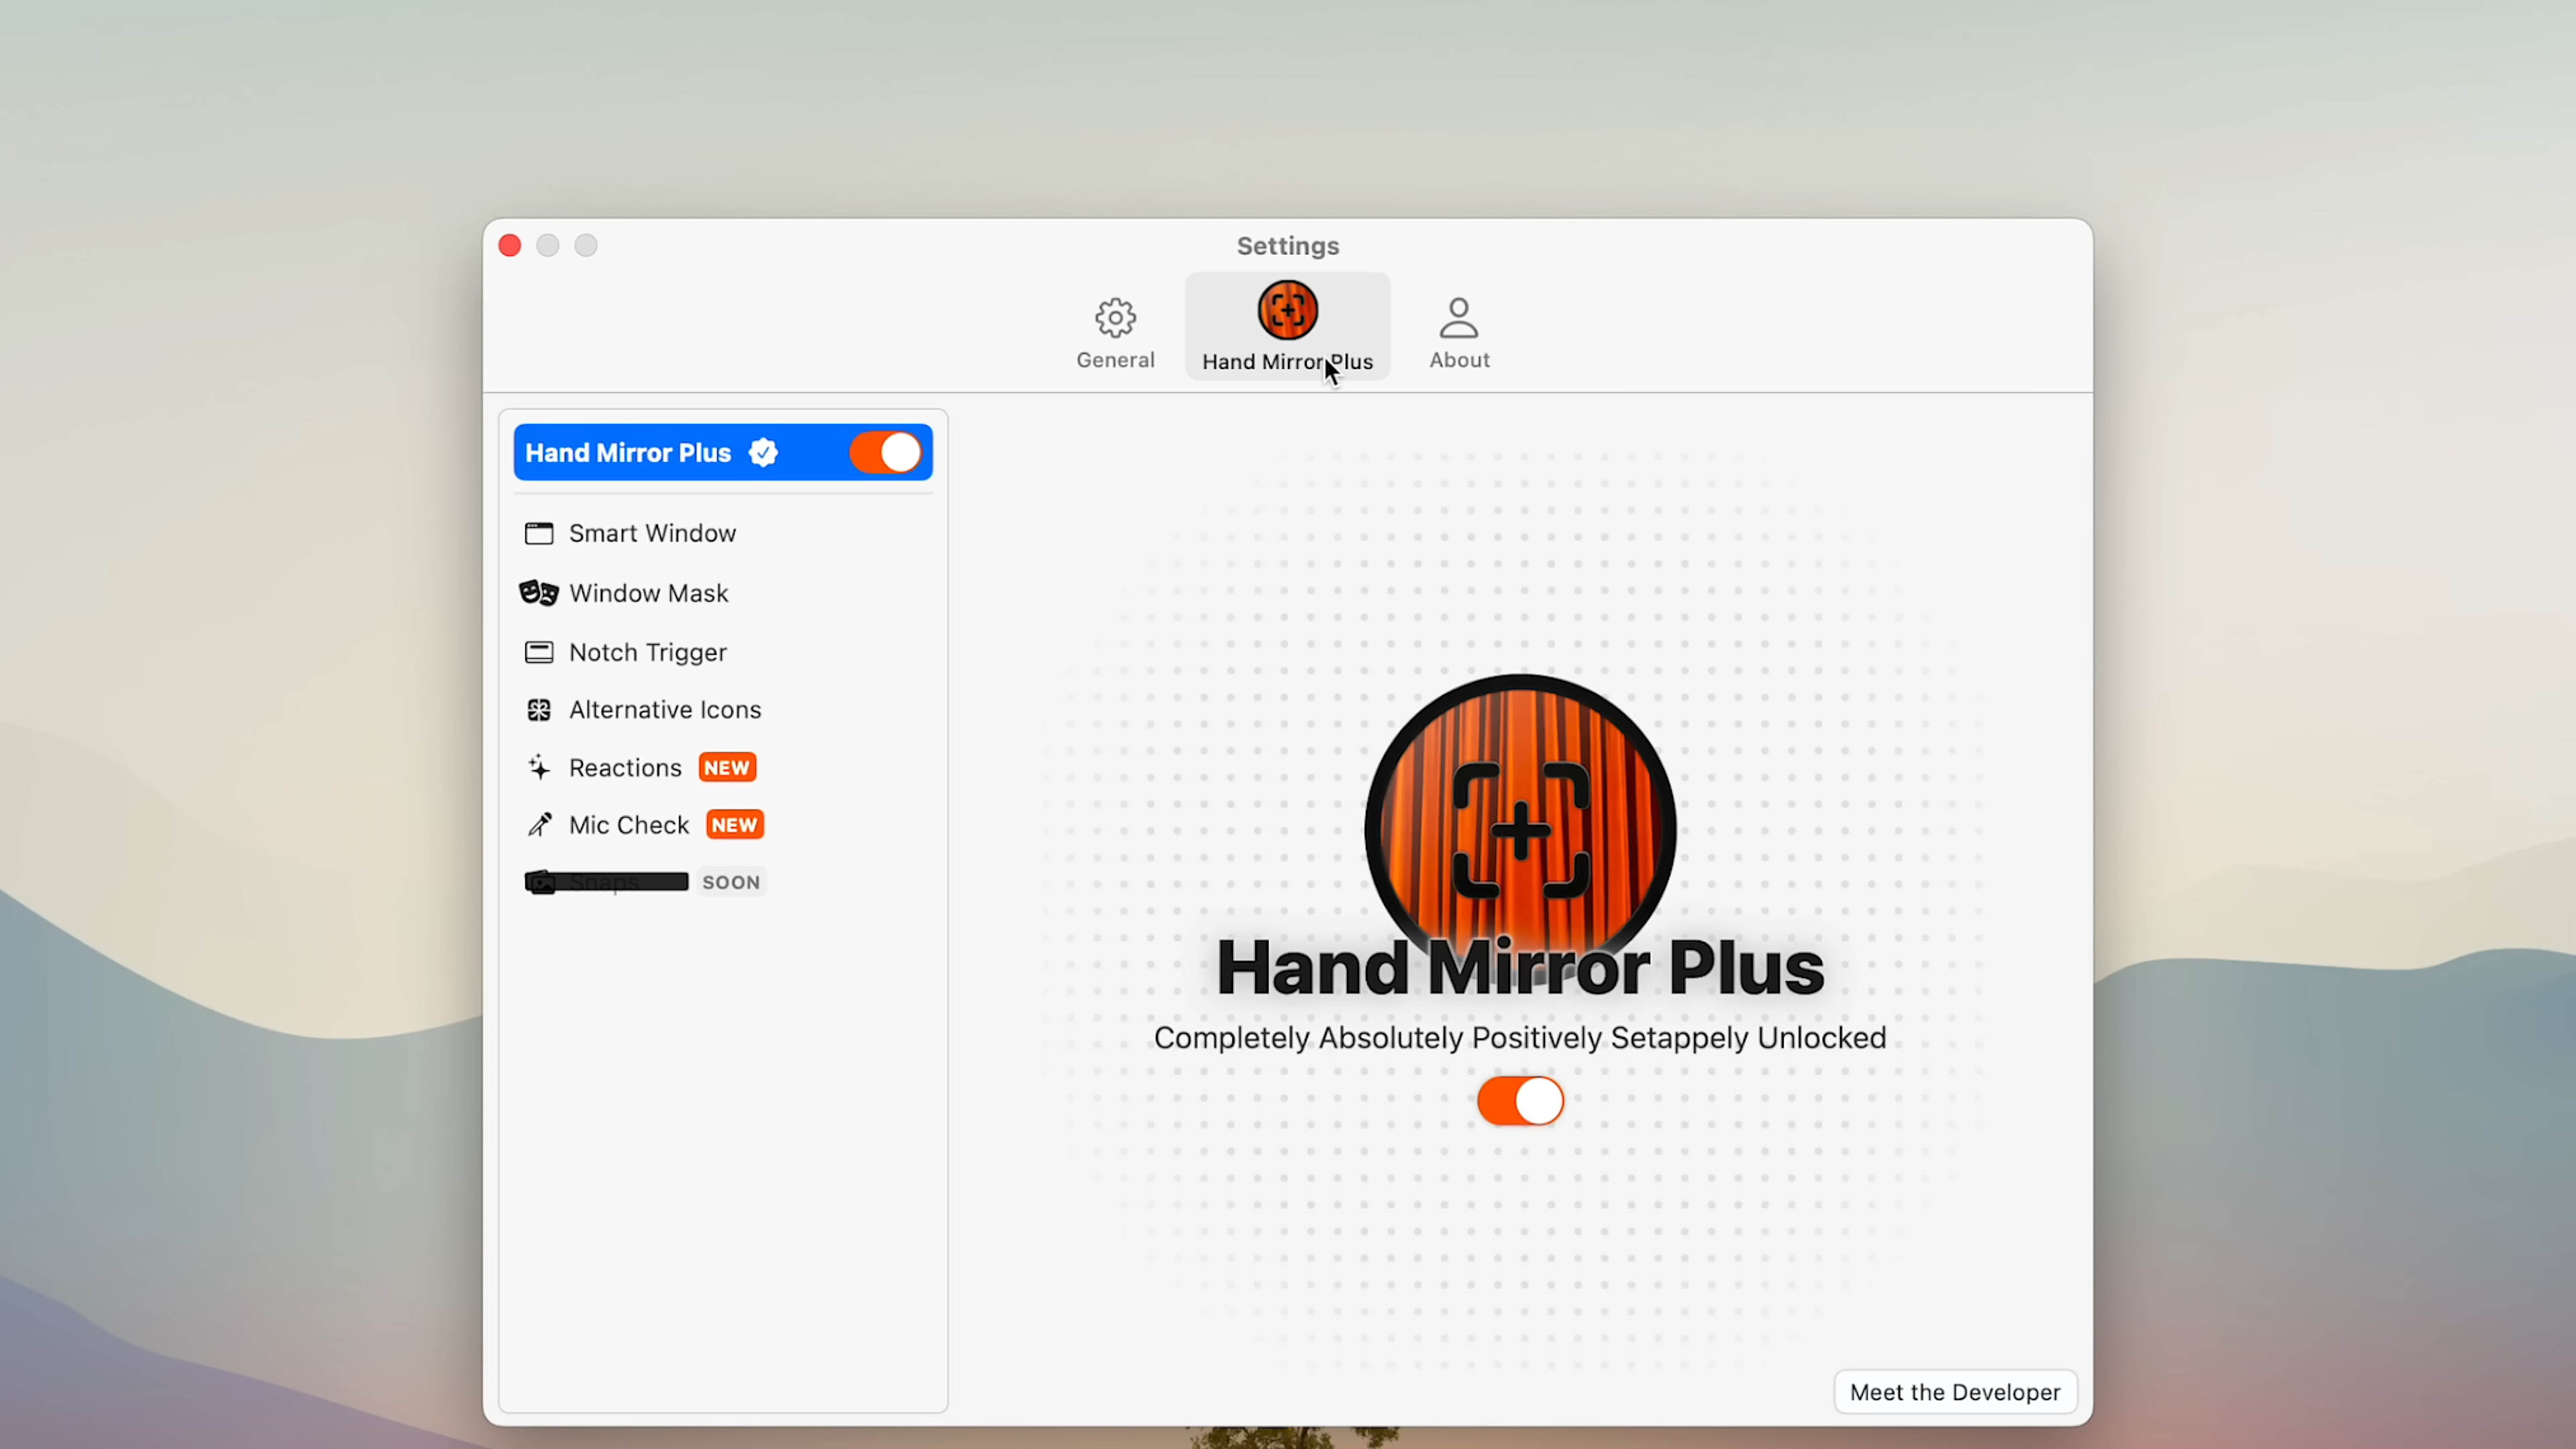 Settings
General
Hand Mirror Plus
About
Hand Mirror Plus
Smart Window
Window Mask
Notch Trigger
Alternative Icons
Reactions NEW
Mic Check NEW
Snaps SOON
Hand Mirror Plus
Completely Absolutely Positively Setappely Unlocked
Meet the Developer